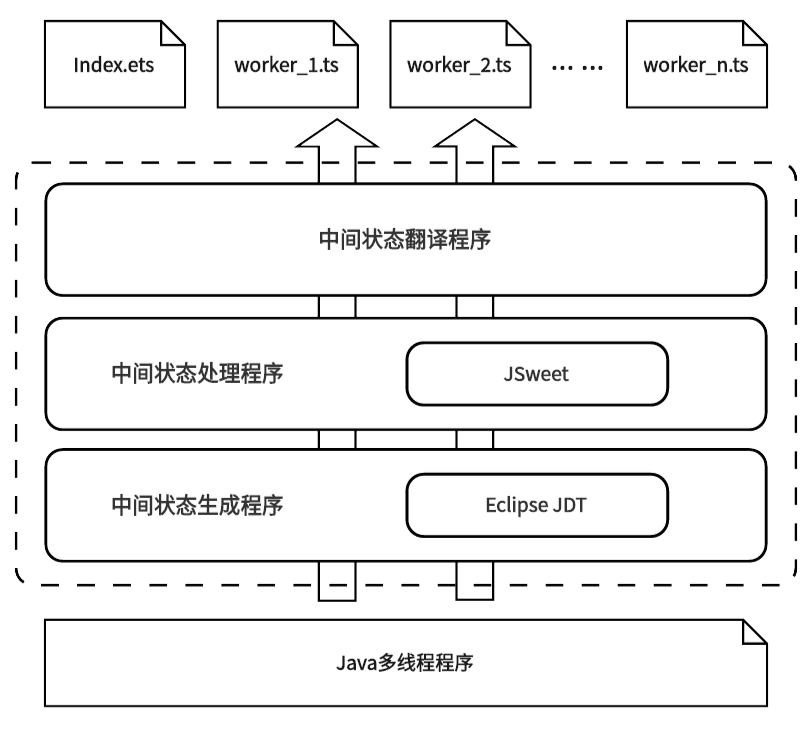 Index.ets
worker_1.ts
worker_2.ts
... ...
worker_n.ts
中间状态翻译程序
中间状态处理程序
JSweet
中间状态生成程序
Eclipse JDT
Java多线程程序